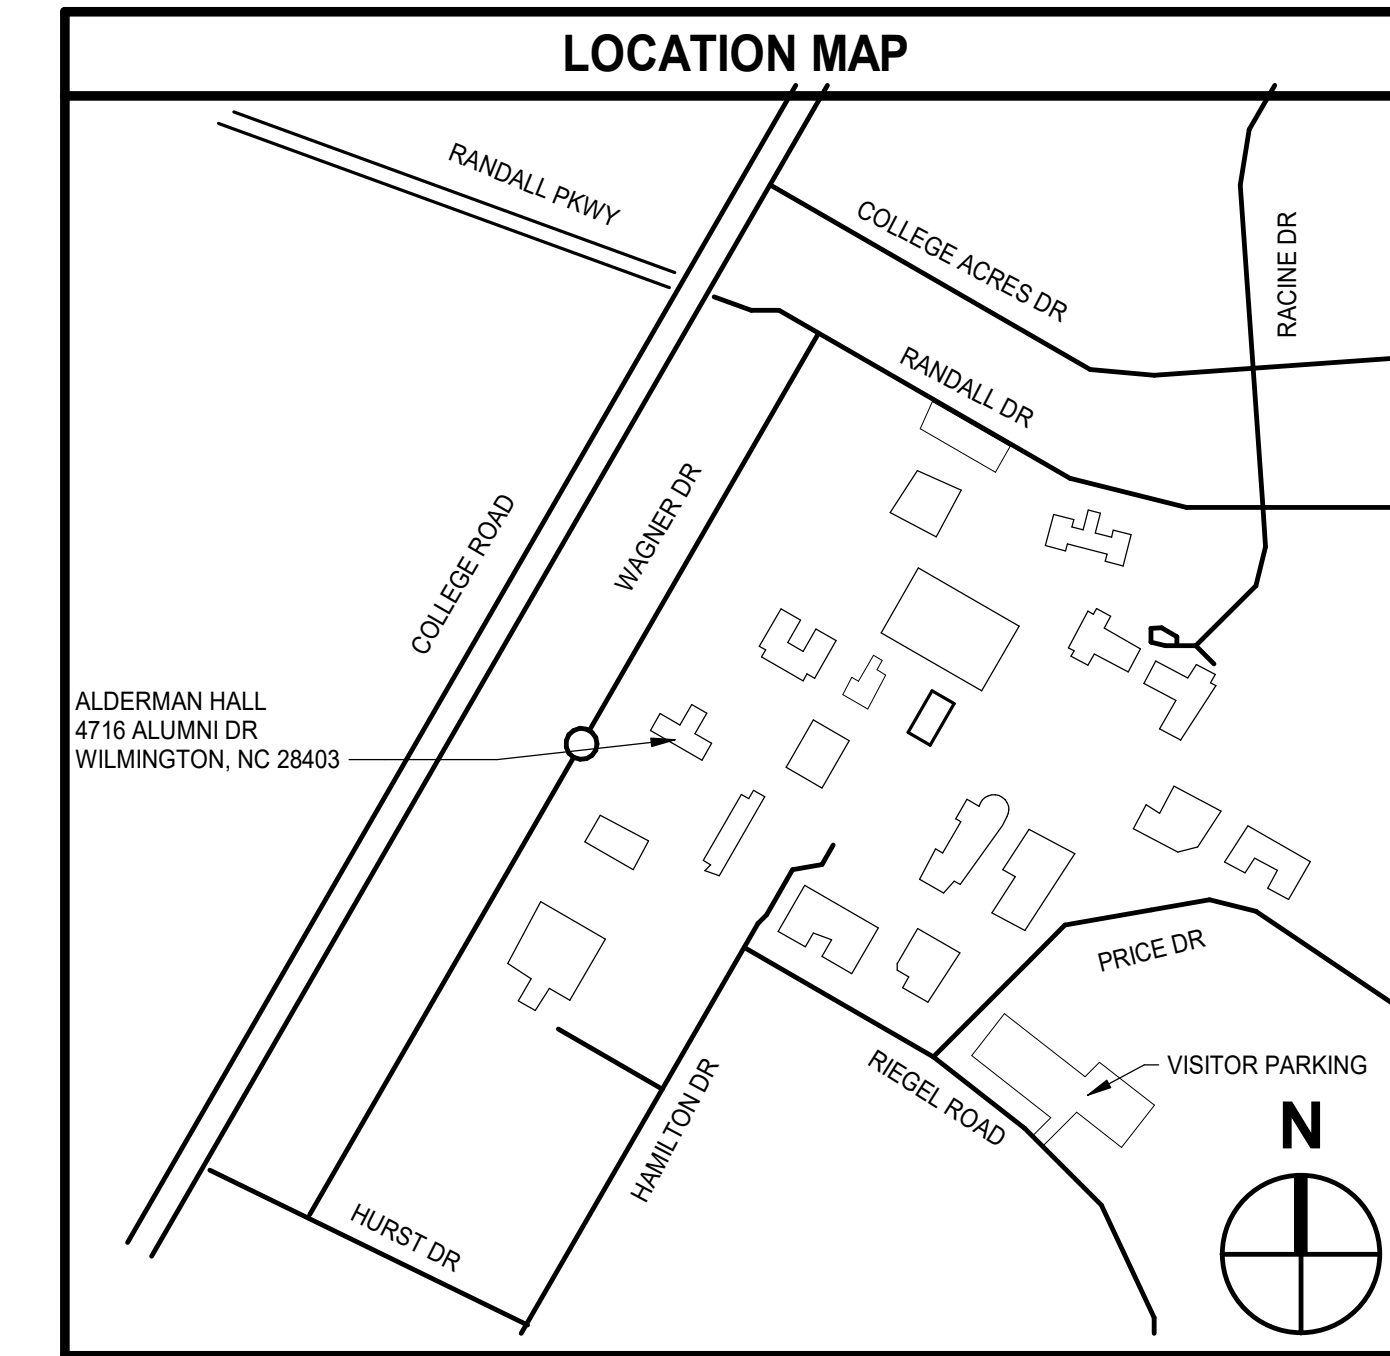 LOCATION MAP
RANDALL PKWY
COLLEGE ACRES DR
RACINE DR
RANDALL DR
WAGNER DR
COLLEGE ROAD
ALDERMAN HALL
4716 ALUMNI DR
WILMINGTON, NC 28403
PRICE DR
RIEGEL ROAD
VISITOR PARKING
HAMILTON DR
N
HURST DR